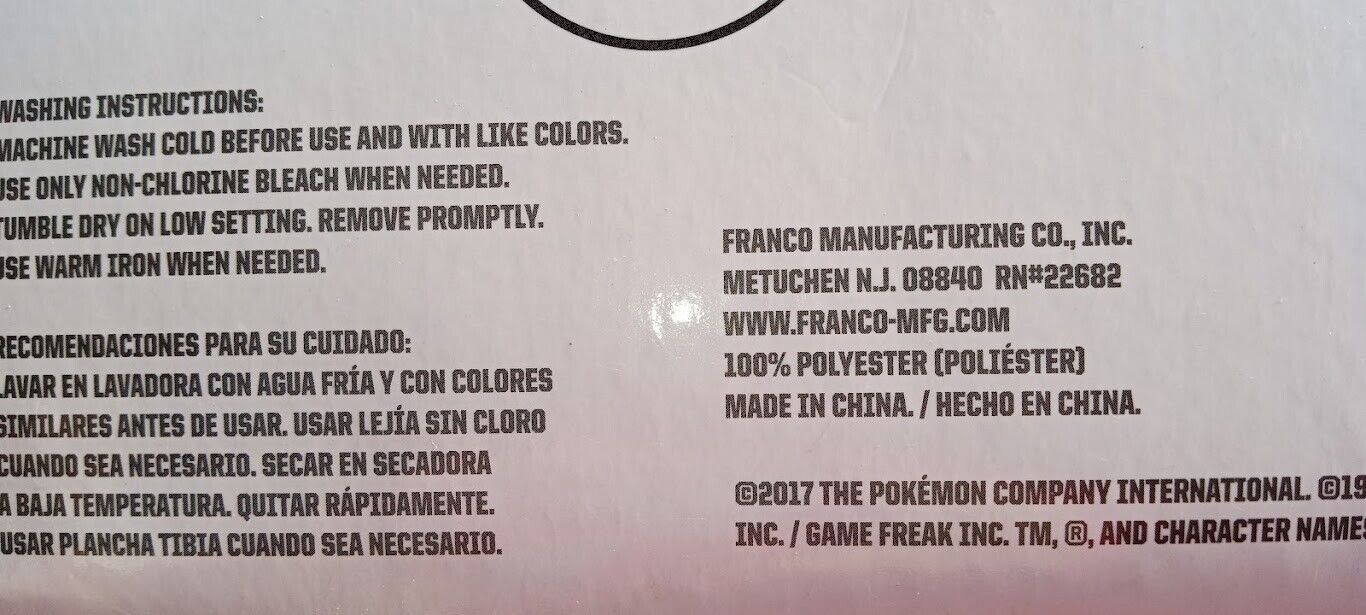 WASHING INSTRUCTIONS:
MACHINE WASH COLD BEFORE USE AND WITH LIKE COLORS.
USE ONLY NON-CHLORINE BLEACH WHEN NEEDED.
TUMBLE DRY ON LOW SETTING. REMOVE PROMPTLY.
USE WARM IRON WHEN NEEDED.
RECOMENDACIONES PARA SU CUIDADO:
LAVAR EN LAVADORA CON AGUA FRÍA Y CON COLORES
SIMILARES ANTES DE USAR. USAR LEJÍA SIN CLORO
CUANDO SEA NECESARIO. SECAR EN SECADORA
A BAJA TEMPERATURA. QUITAR RÁPIDAMENTE.
USAR PLANCHA TIBIA CUANDO SEA NECESARIO.
FRANCO MANUFACTURING CO., INC.
METUCHEN N.J. 08840 RN#22682
WWW.FRANCO-MFG.COM
100% POLYESTER (POLIÉSTER)
MADE IN CHINA. / HECHO EN CHINA.
©2017 THE POKÉMON COMPANY INTERNATIONAL. ©19
INC. / GAME FREAK INC. TM, ®, AND CHARACTER NAMES